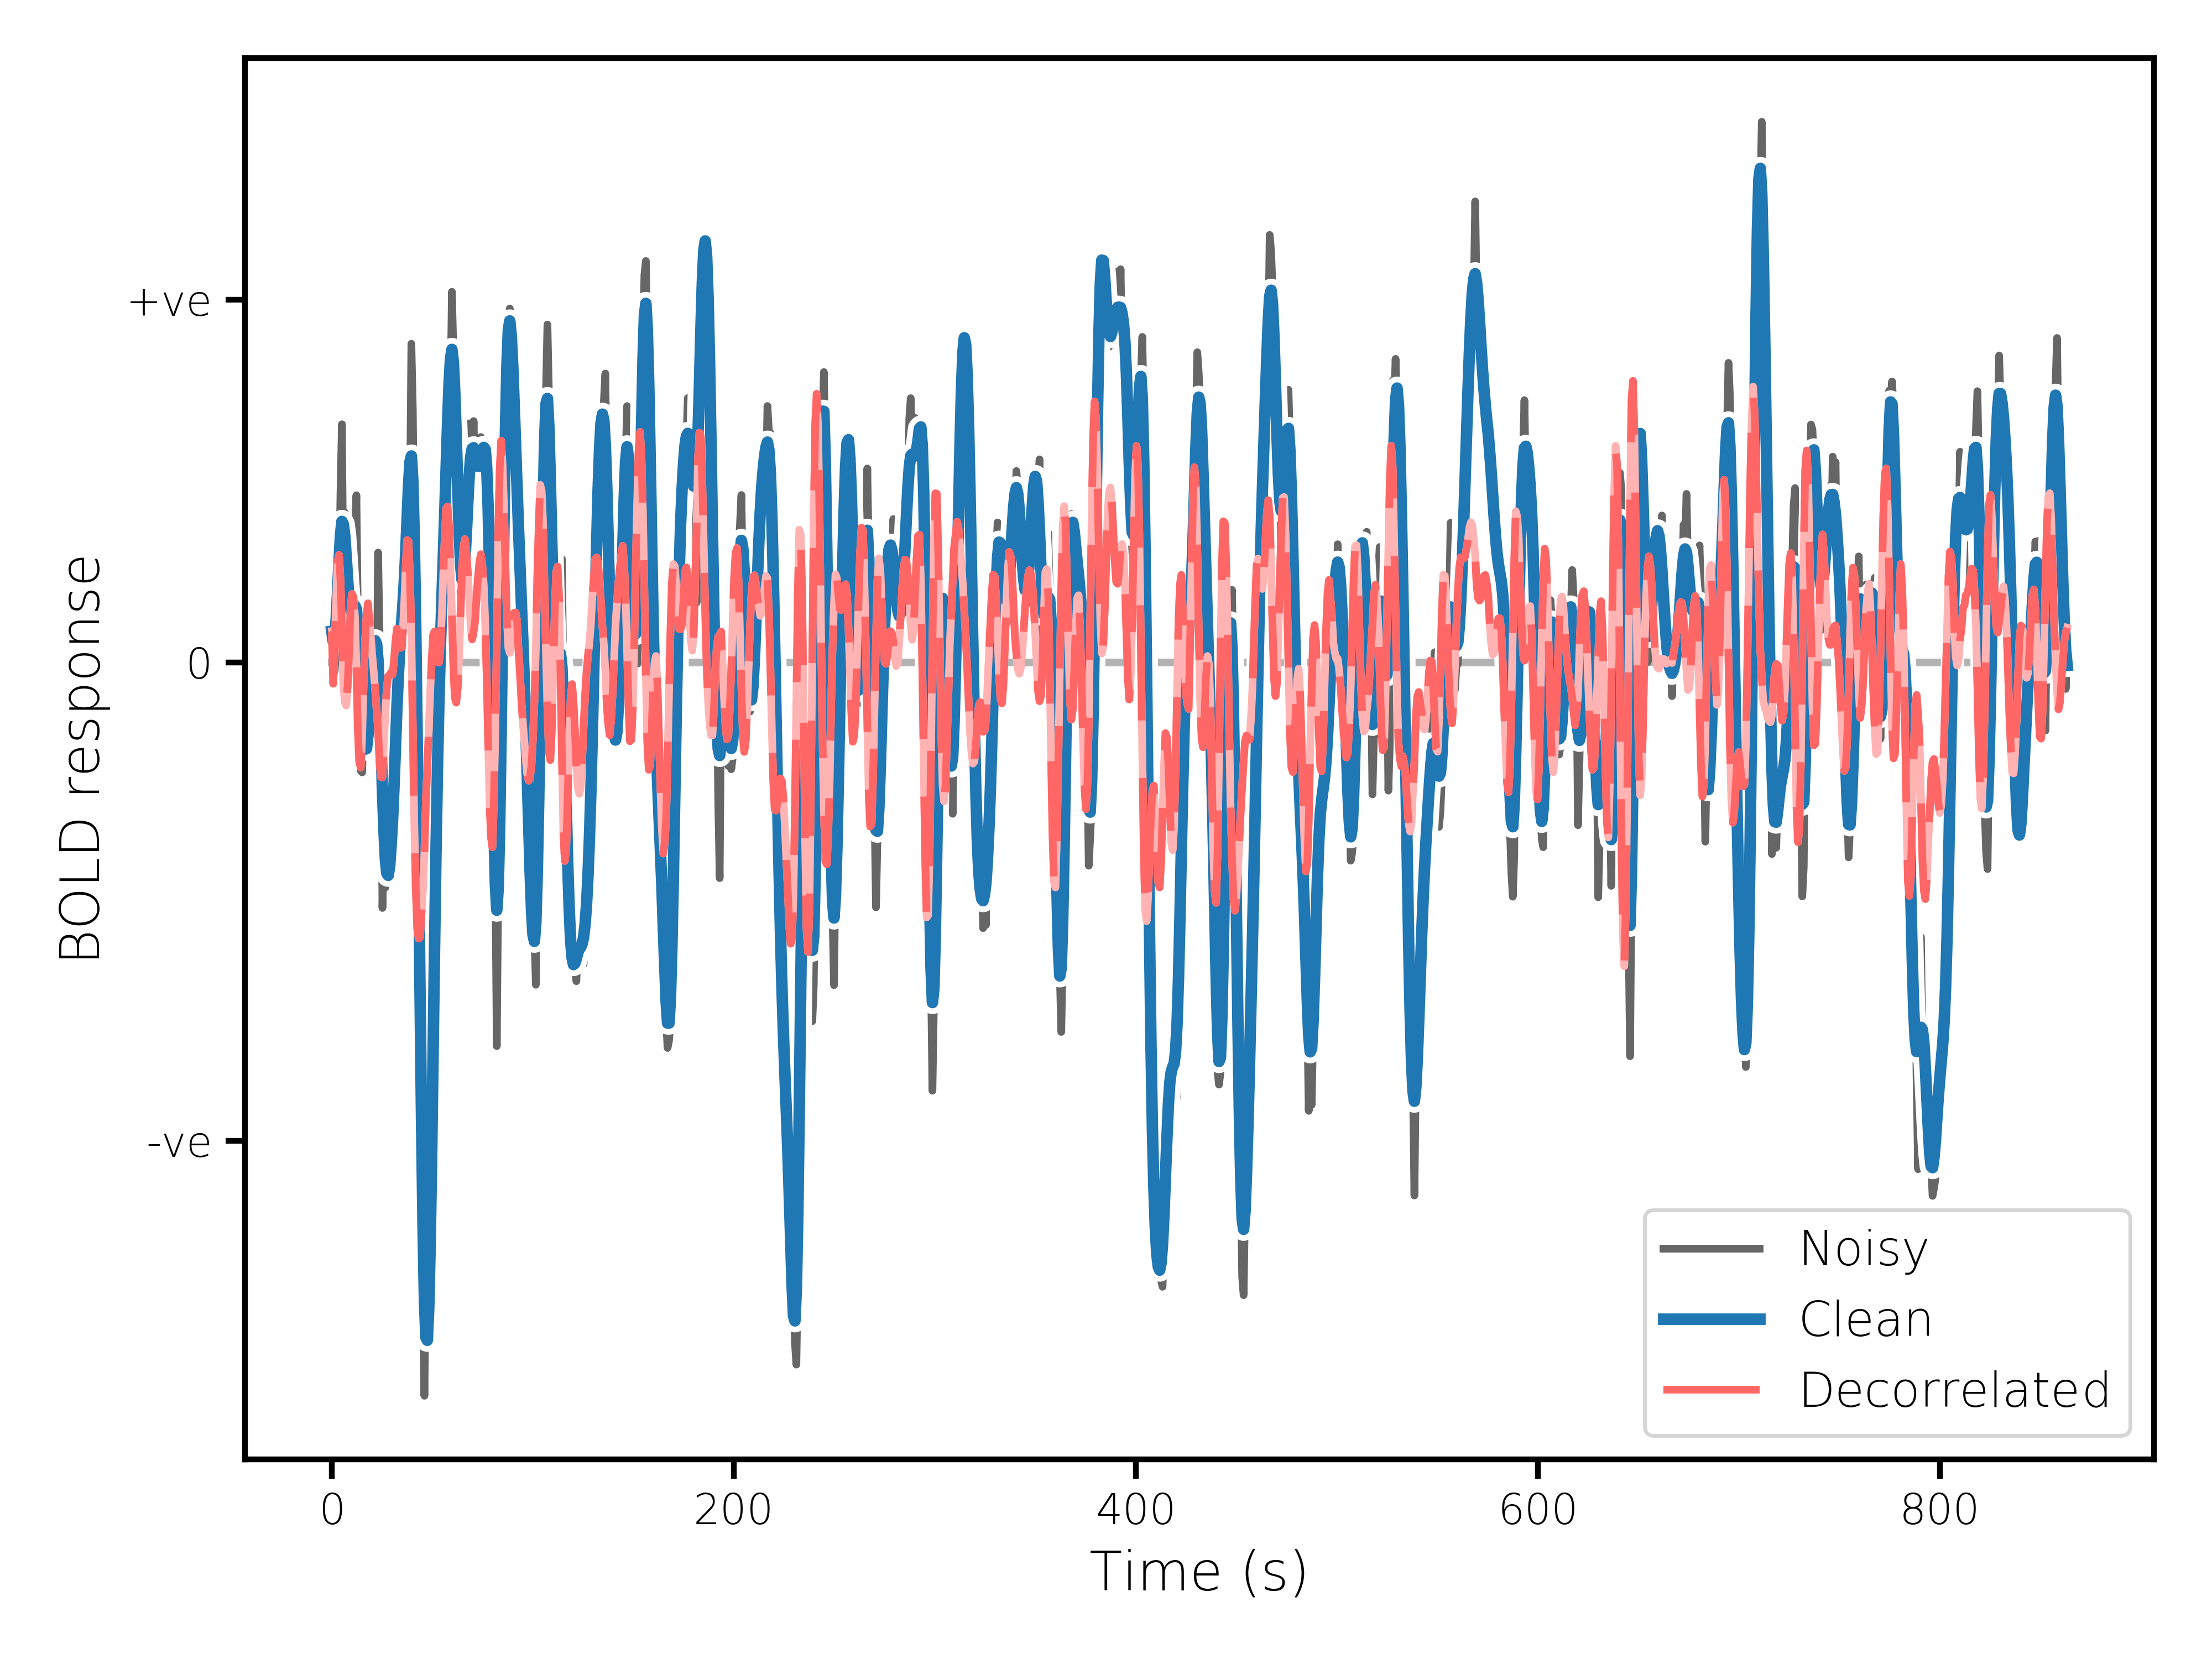 BOLD response
+ve
0
-ve
0 200 400 600 800
Time (s)
Noisy
Clean
Decorrelated